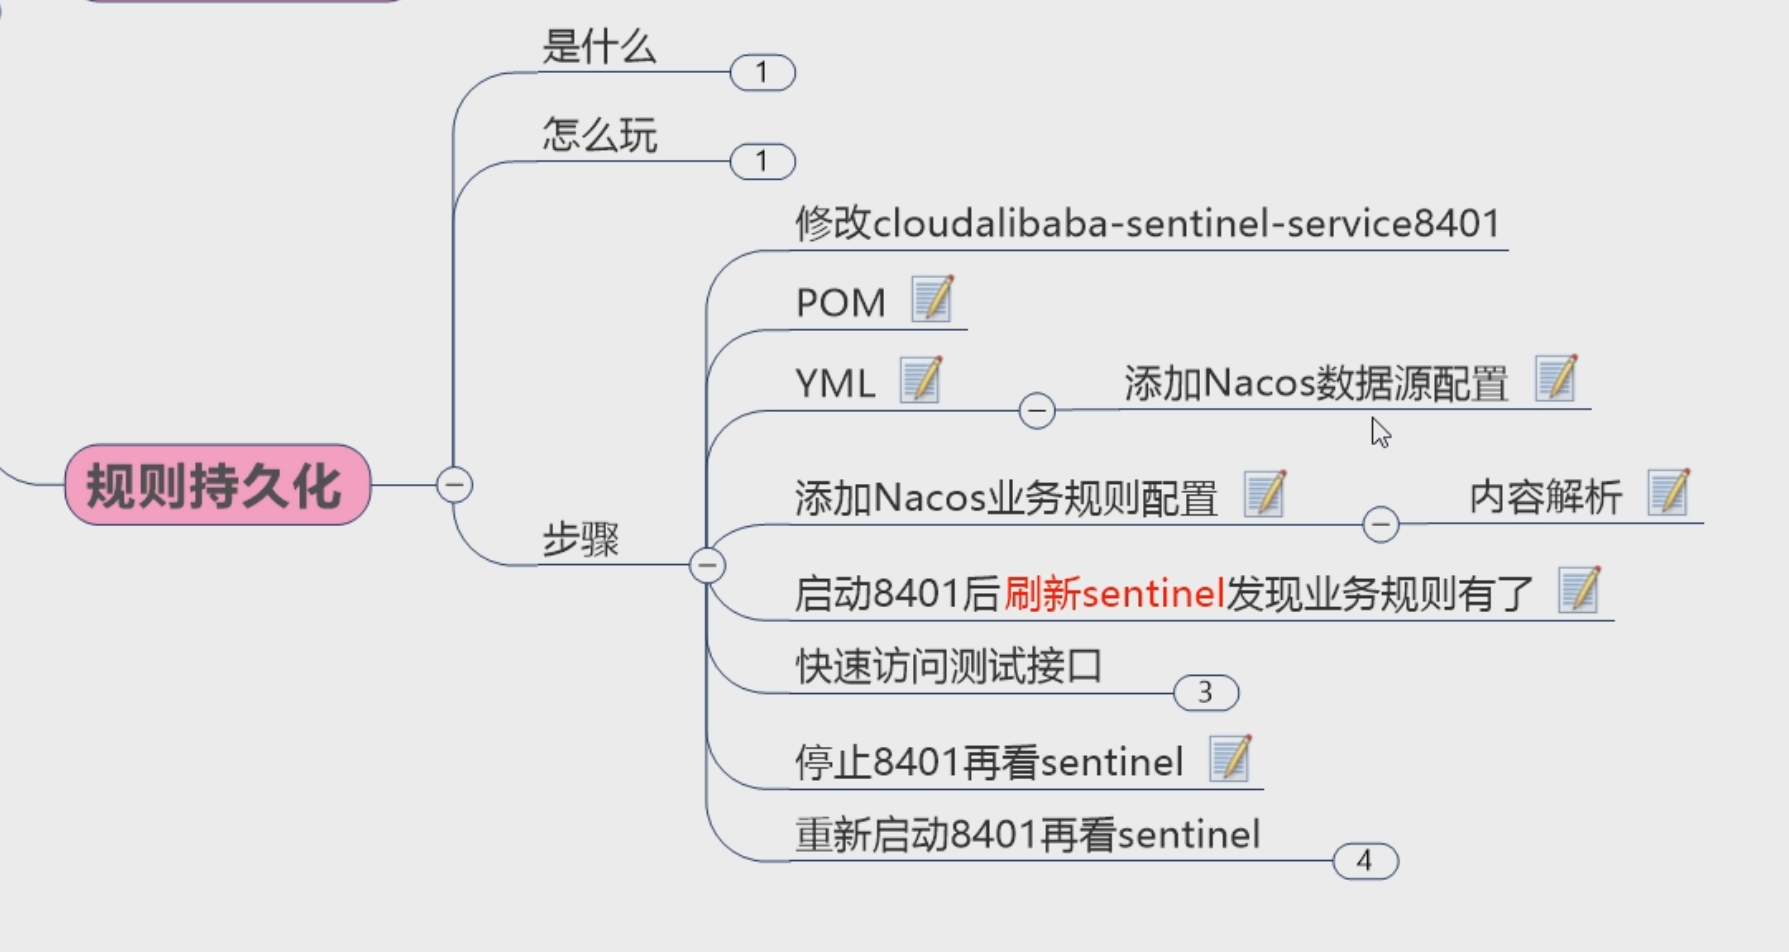 是什么
1
怎么玩
1
修改cloudalibaba-sentinel-service8401
POM
YML
添加Nacos数据源配置
规则持久化
添加Nacos业务规则配置
内容解析
步骤
启动8401后刷新sentinel发现业务规则有了
快速访问测试接口
3
停止8401再看sentinel
重新启动8401再看sentinel
4